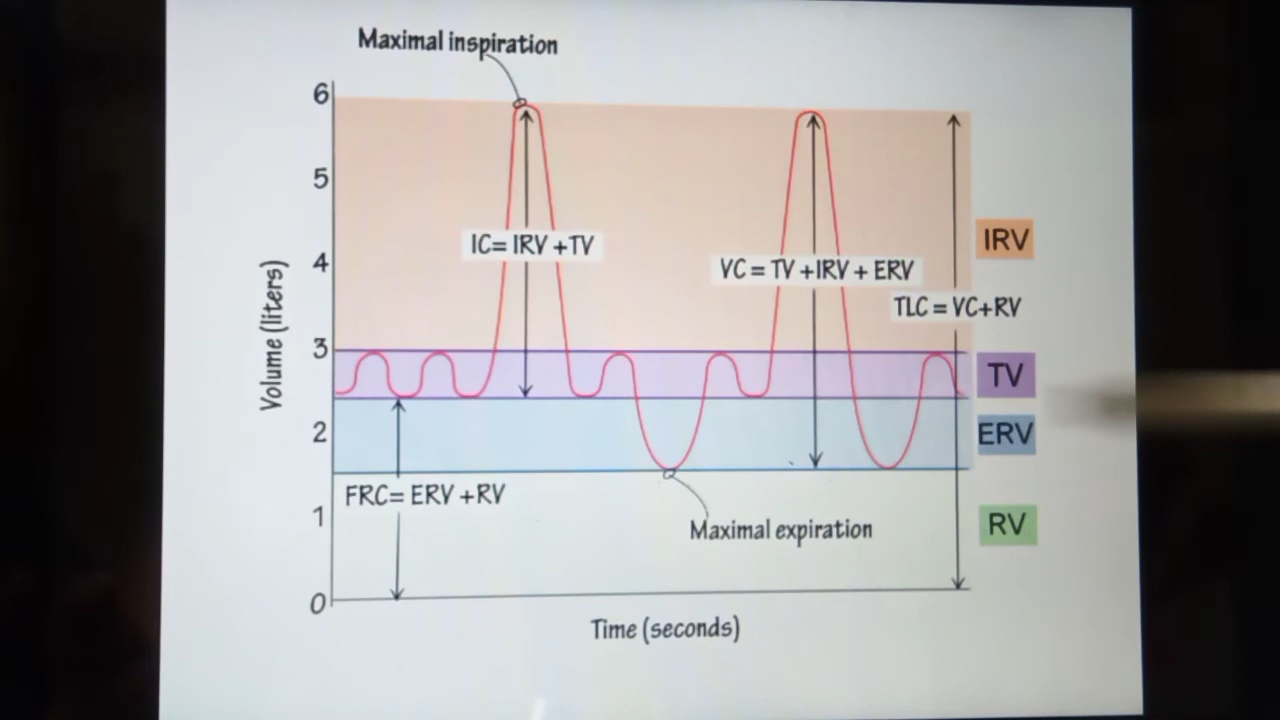 Maximal inspiration
6
5
4
3
2
1
0
Volume (liters)
IC= IRV +TV
VC = TV +IRV + ERV
TLC = VC+RV
FRC= ERV +RV
Maximal expiration
IRV
TV
ERV
RV
Time (seconds)